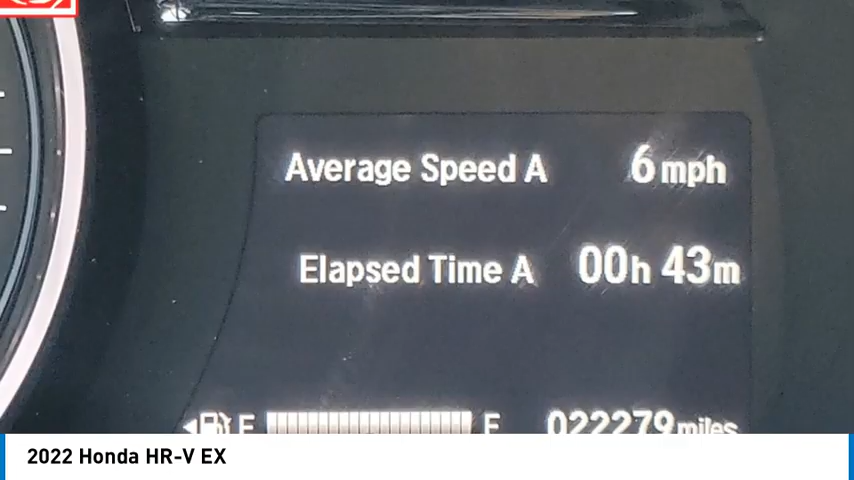 Average Speed A 6 mph
Elapsed Time A 00h 43m
E F 022279 miles
2022 Honda HR-V EX